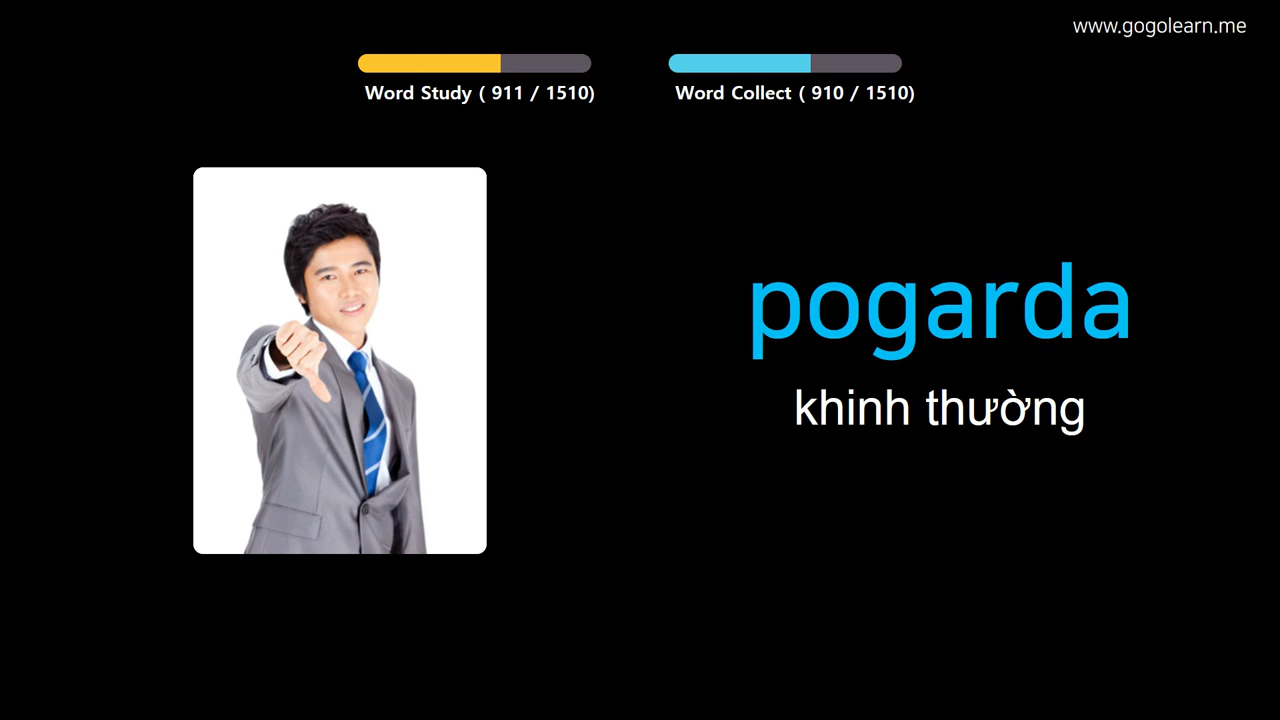 www.gogolearn.me
Word Study ( 911 / 1510)
Word Collect ( 910 / 1510)
pogarda
khinh thường